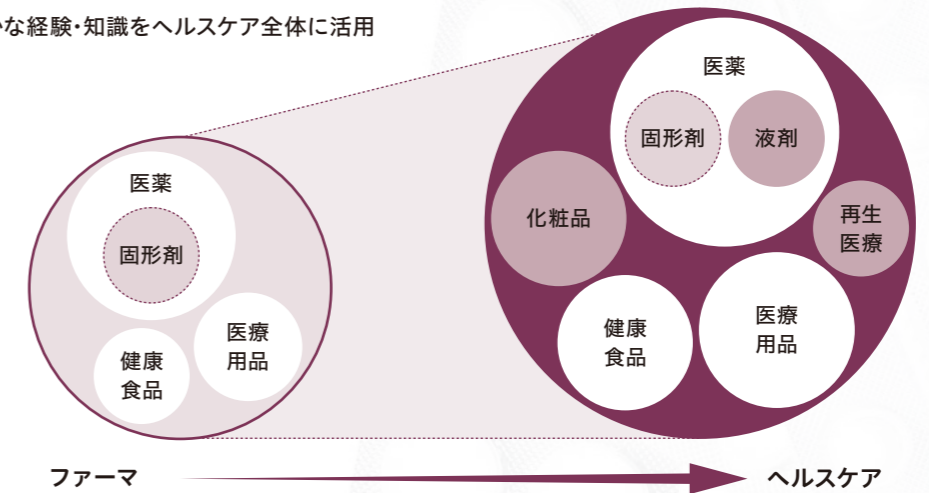 な経験・知識をヘルスケア全体に活用
医薬
固形剤
液剤
化粧品
再生
医療
健康
食品
医療
用品
医薬
固形剤
医療
用品
健康
食品
ファーマ
ヘルスケア